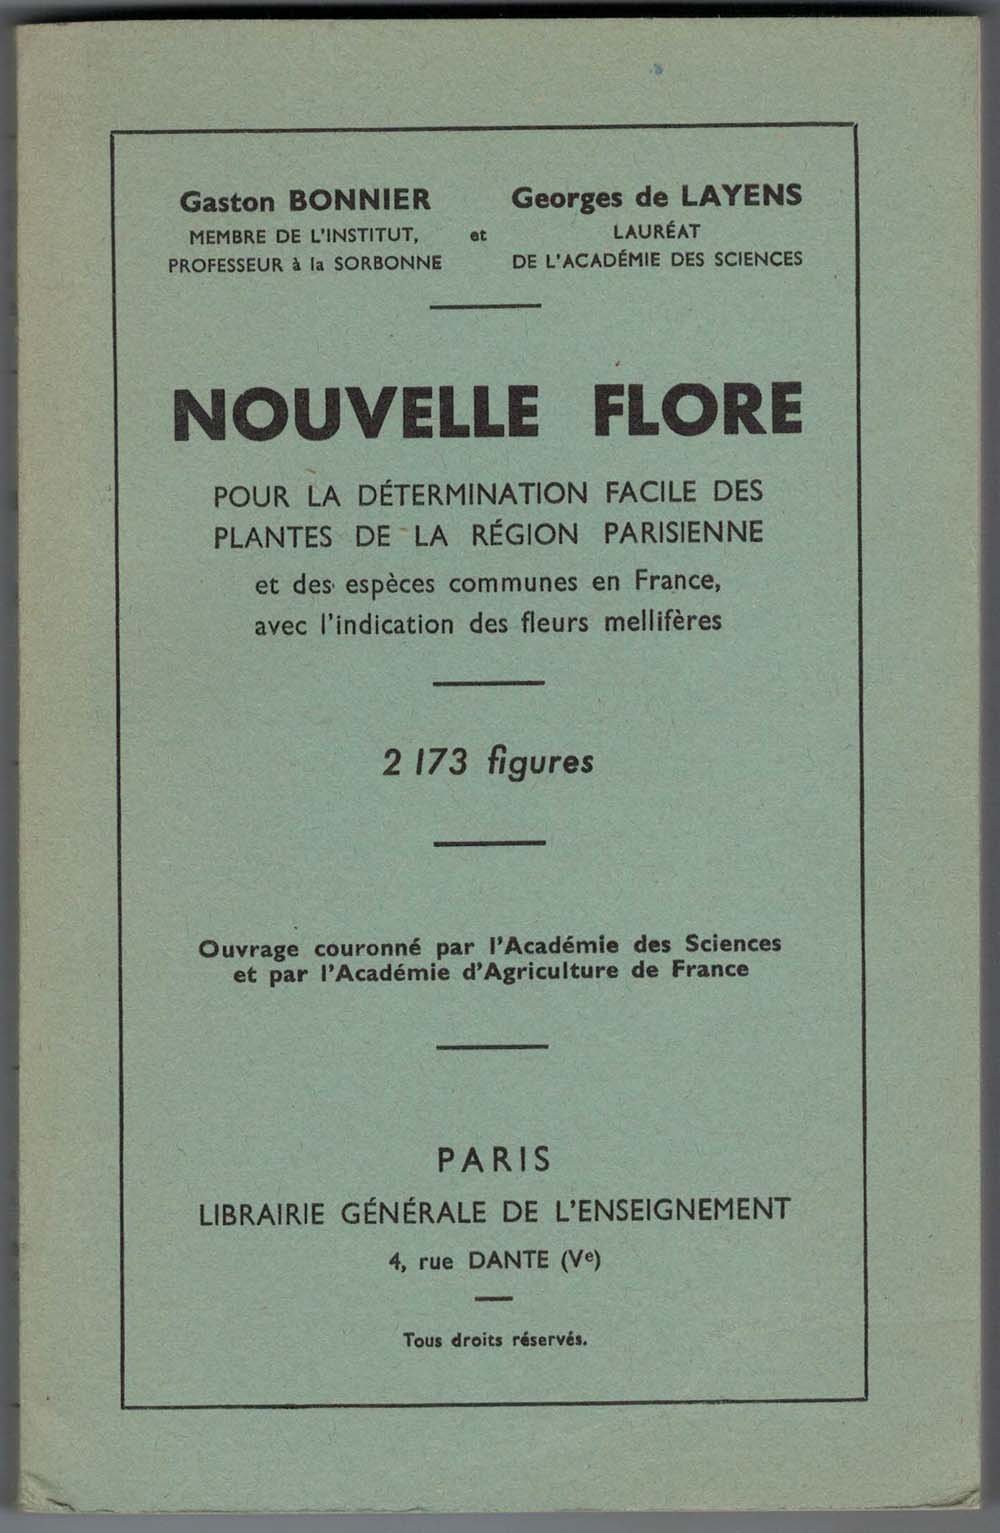 Gaston BONNIER
MEMBRE DE L'INSTITUT,
PROFESSEUR à la SORBONNE
et
Georges de LAYENS
LAURÉAT
DE L'ACADÉMIE DES SCIENCES
NOUVELLE FLORE
POUR LA DÉTERMINATION FACILE DES
PLANTES DE LA RÉGION PARISIENNE
et des espèces communes en France,
avec l'indication des fleurs mellifères
2 173 figures
Ouvrage couronné par l'Académie des Sciences
et par l'Académie d'Agriculture de France
PARIS
LIBRAIRIE GÉNÉRALE DE L'ENSEIGNEMENT
4, rue DANTE (Ve)
Tous droits réservés.